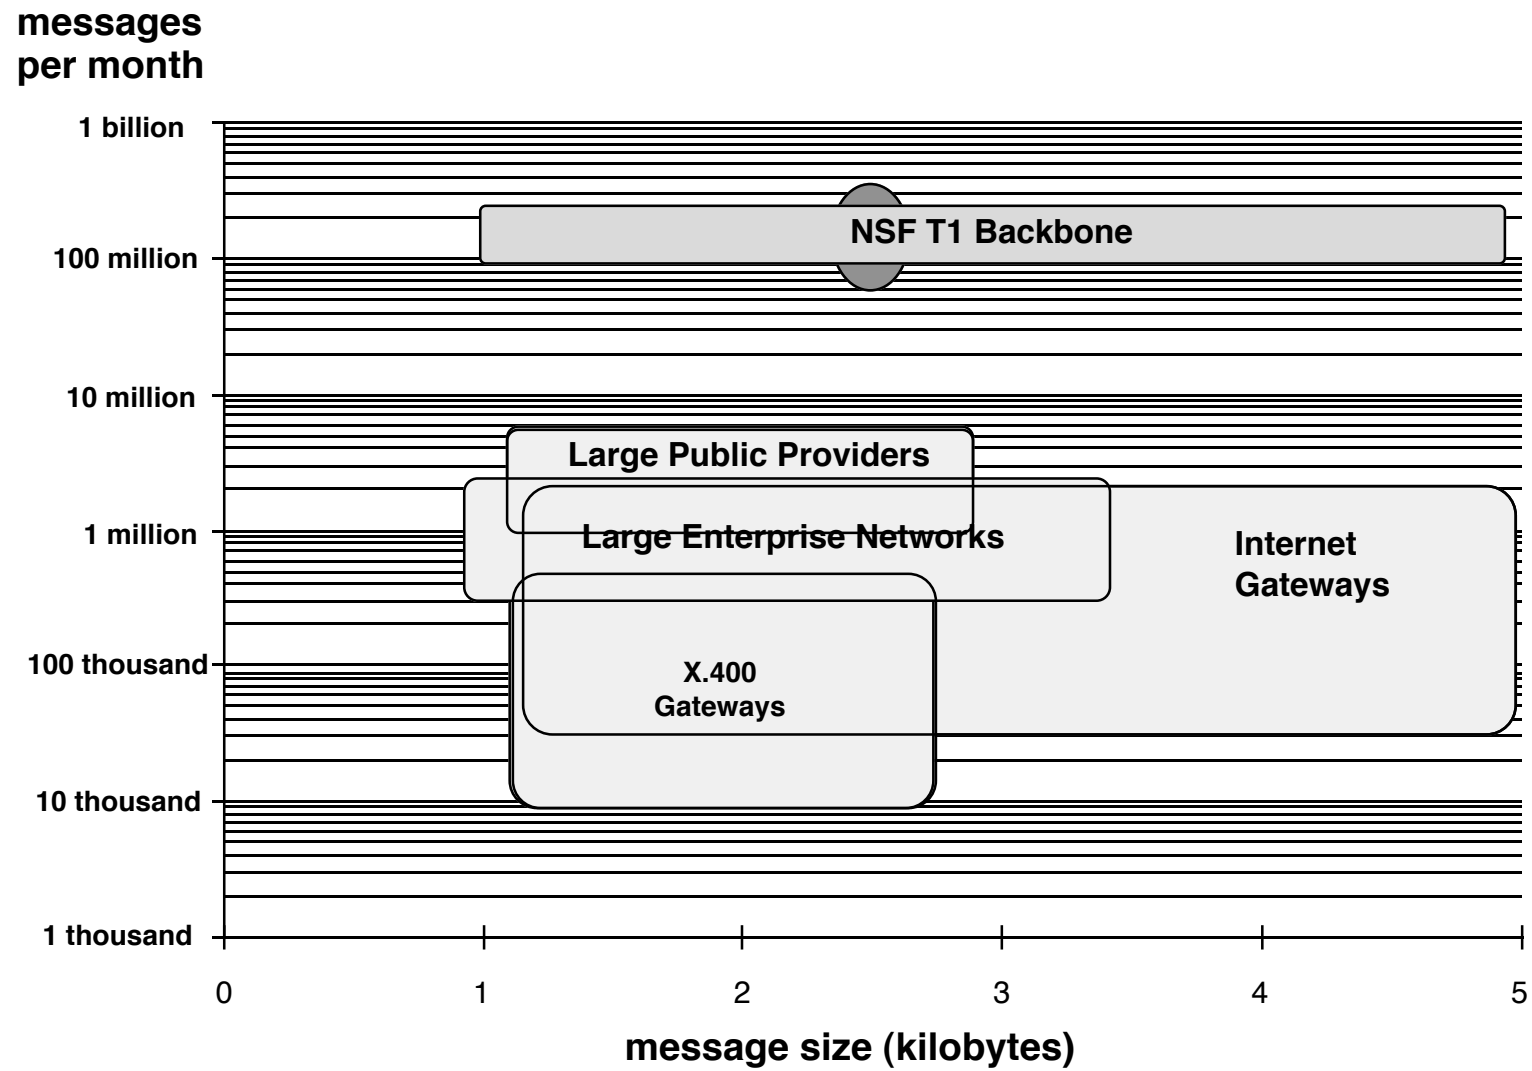 messages
per month
1 billion
NSF T1 Backbone
100 million
10 million
Large Public Providers
1 million
Large Enterprise Networks
Internet
Gateways
100 thousand
X.400
Gateways
10 thousand
1 thousand
0 1 2 3 4 5
message size (kilobytes)